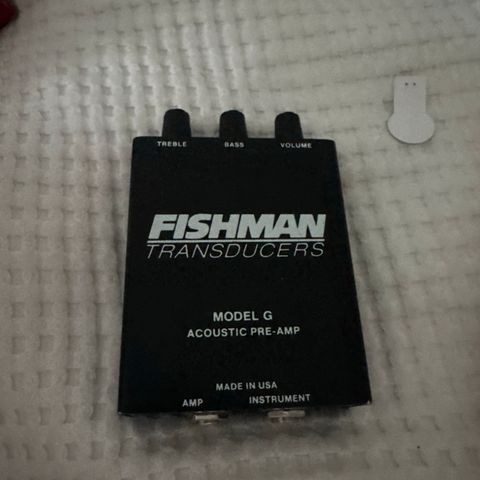 TREBLE BASS VOLUME
FISHMAN
TRANSDUCERS
MODEL G
ACOUSTIC PRE-AMP
MADE IN USA
AMP INSTRUMENT